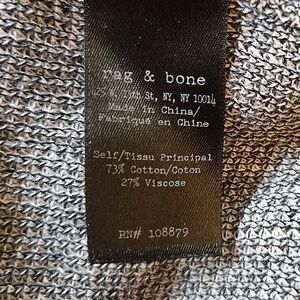 rag & bone
13th St, NY, NY 10014
Made in China/
Fabriqué en Chine
Self/Tissu Principal
73% Cotton/Coton
27% Viscose
RN# 108879